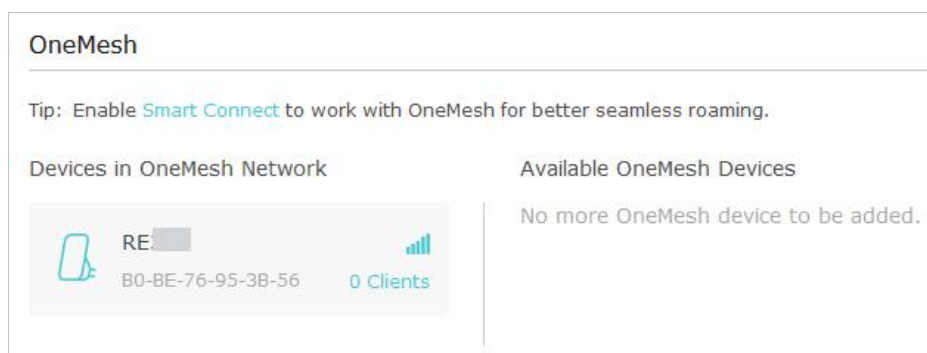 OneMesh
Tip: Enable Smart Connect to work with OneMesh for better seamless roaming.
Devices in OneMesh Network
RE
B0-BE-76-95-3B-56
0 Clients
Available OneMesh Devices
No more OneMesh device to be added.